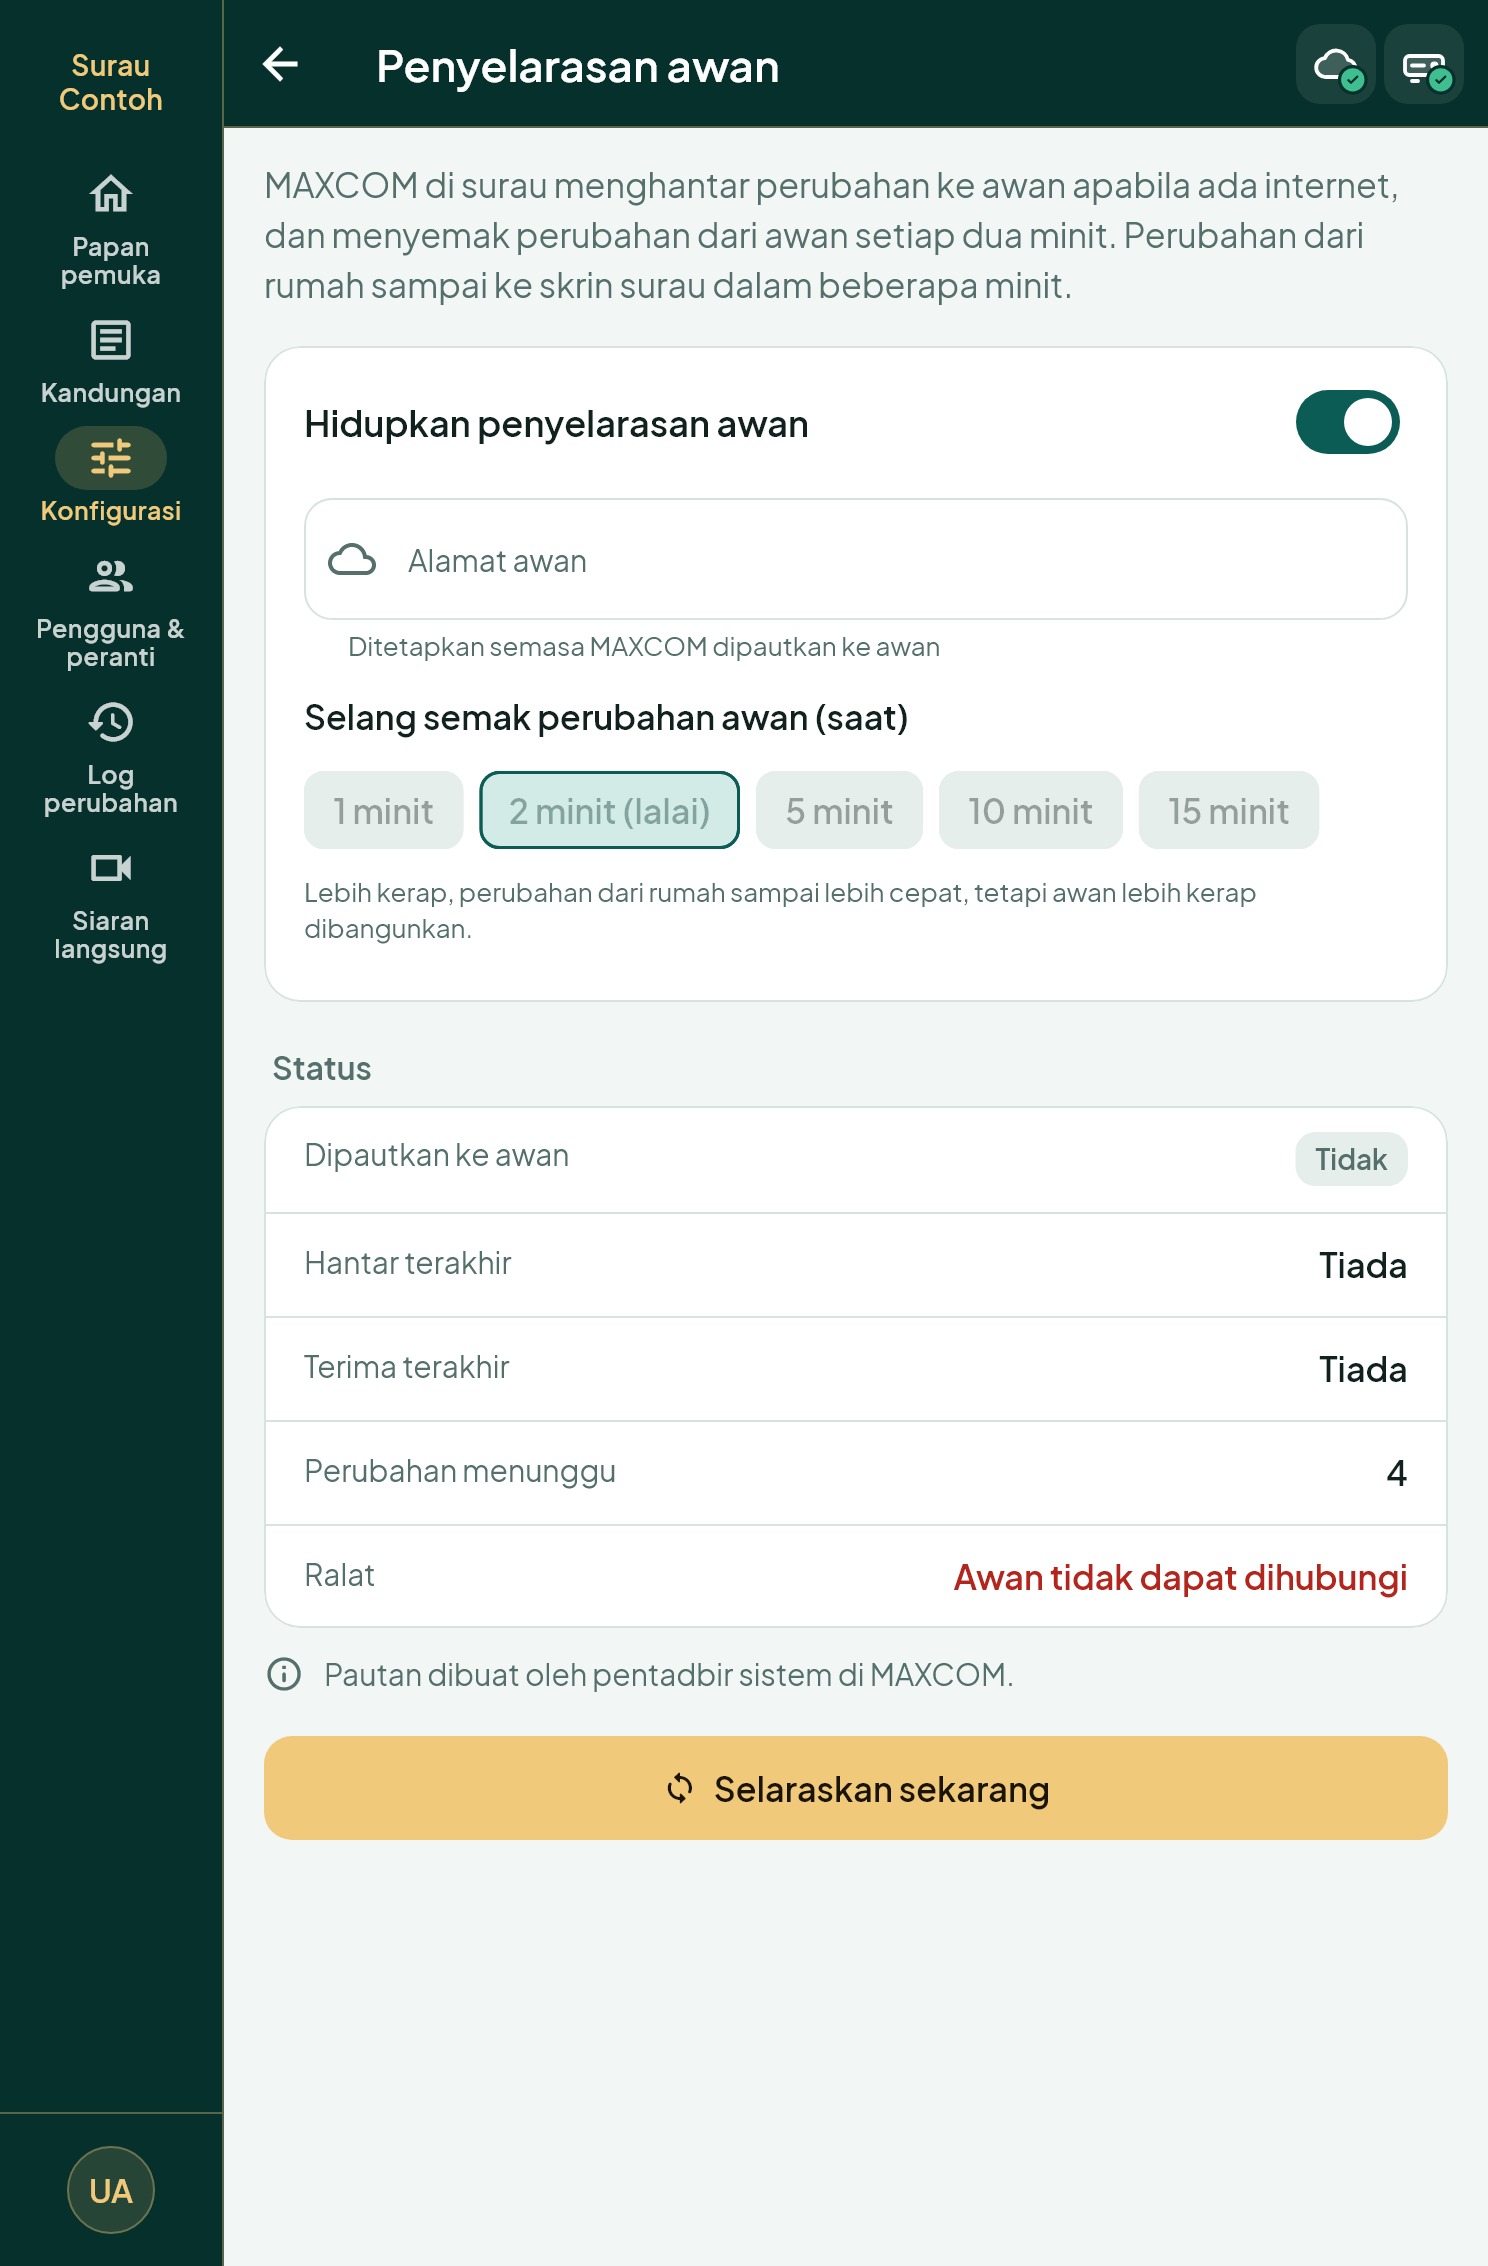 Surau
Contoh
Papan
pemuka
Kandungan
Konfigurasi
Pengguna &
peranti
Log
perubahan
Siaran
langsung
UA
Penyelarasan awan
MAXCOM di surau menghantar perubahan ke awan apabila ada internet,
dan menyemak perubahan dari awan setiap dua minit. Perubahan dari
rumah sampai ke skrin surau dalam beberapa minit.
Hidupkan penyelarasan awan
Alamat awan
Ditetapkan semasa MAXCOM dipautkan ke awan
Selang semak perubahan awan (saat)
1 minit
2 minit (lalai)
5 minit
10 minit
15 minit
Lebih kerap, perubahan dari rumah sampai lebih cepat, tetapi awan lebih kerap
dibangunkan.
Status
Dipautkan ke awan
Tidak
Hantar terakhir
Tiada
Terima terakhir
Tiada
Perubahan menunggu
4
Ralat
Awan tidak dapat dihubungi
Pautan dibuat oleh pentadbir sistem di MAXCOM.
Selaraskan sekarang